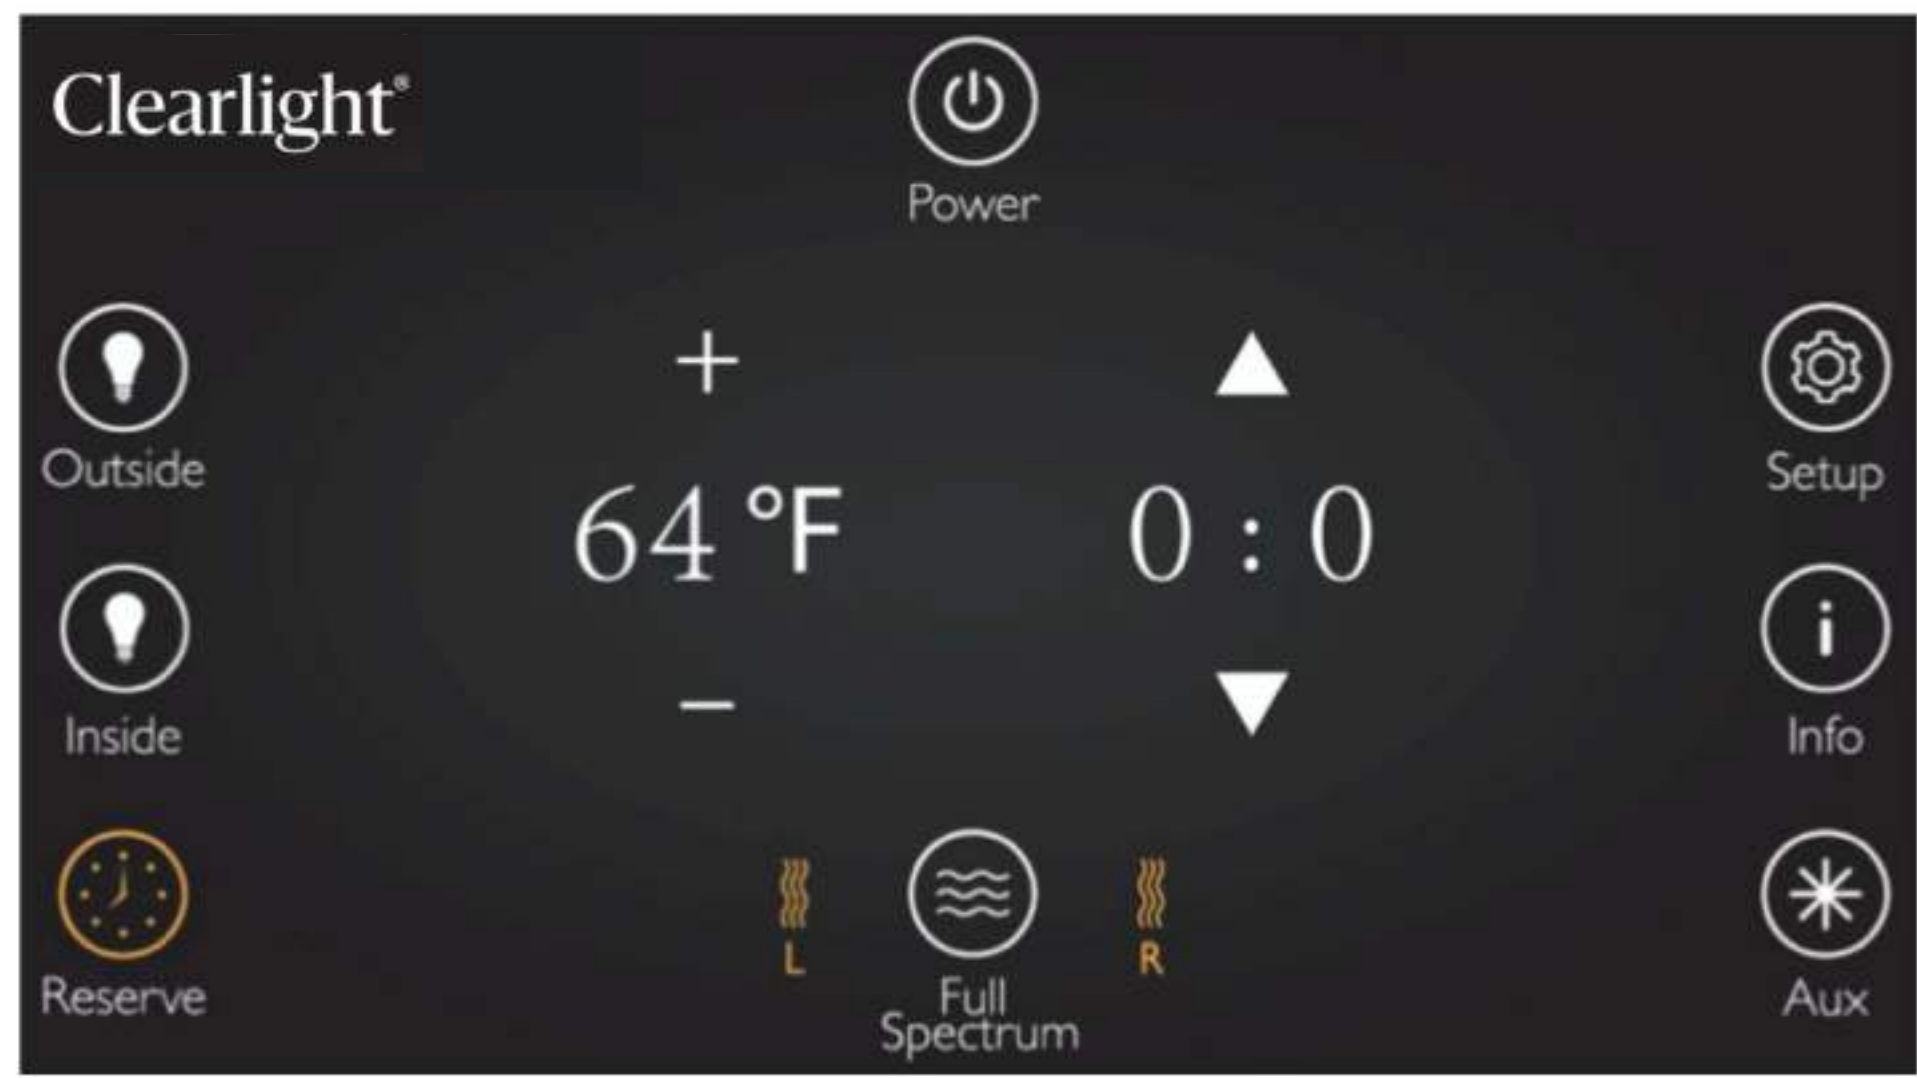 Clearlight®
Power
Outside
Setup
64 °F
0 : 0
Inside
Info
Reserve
L
R
Full
Spectrum
Aux